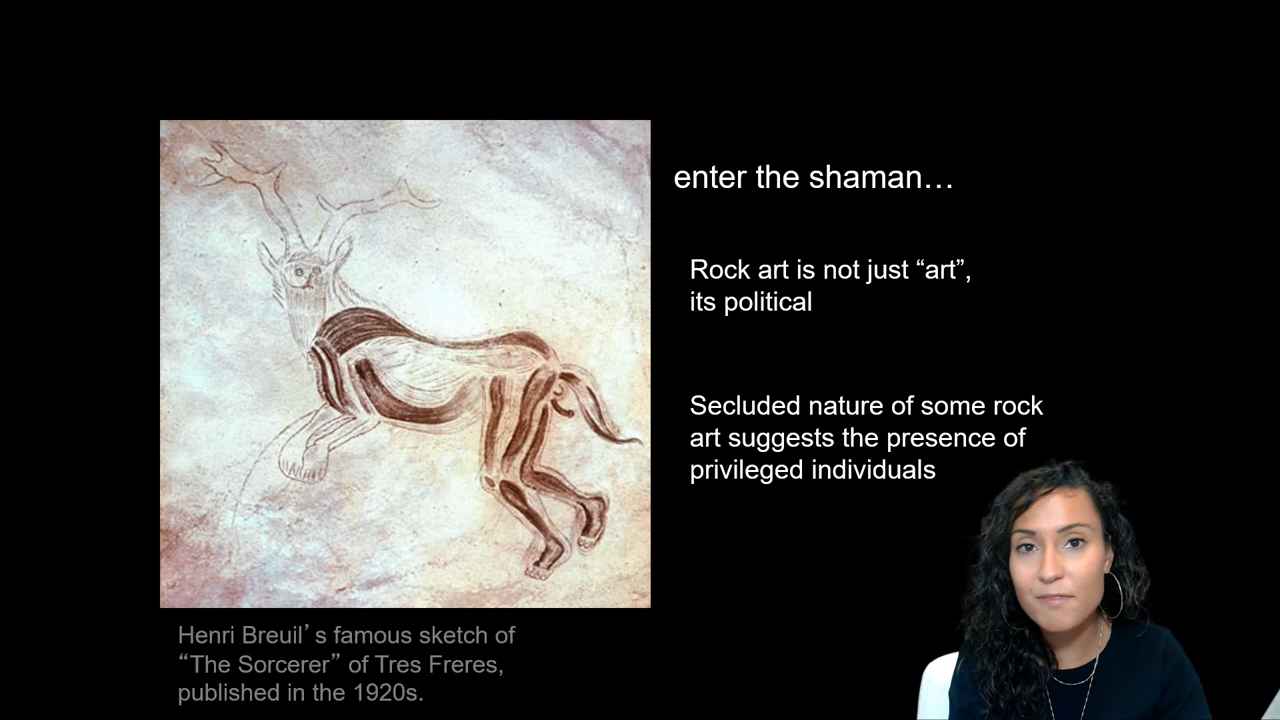 enter the shaman…
Rock art is not just “art”,
its political
Secluded nature of some rock
art suggests the presence of
privileged individuals
Henri Breuil’s famous sketch of
“The Sorcerer” of Tres Freres,
published in the 1920s.